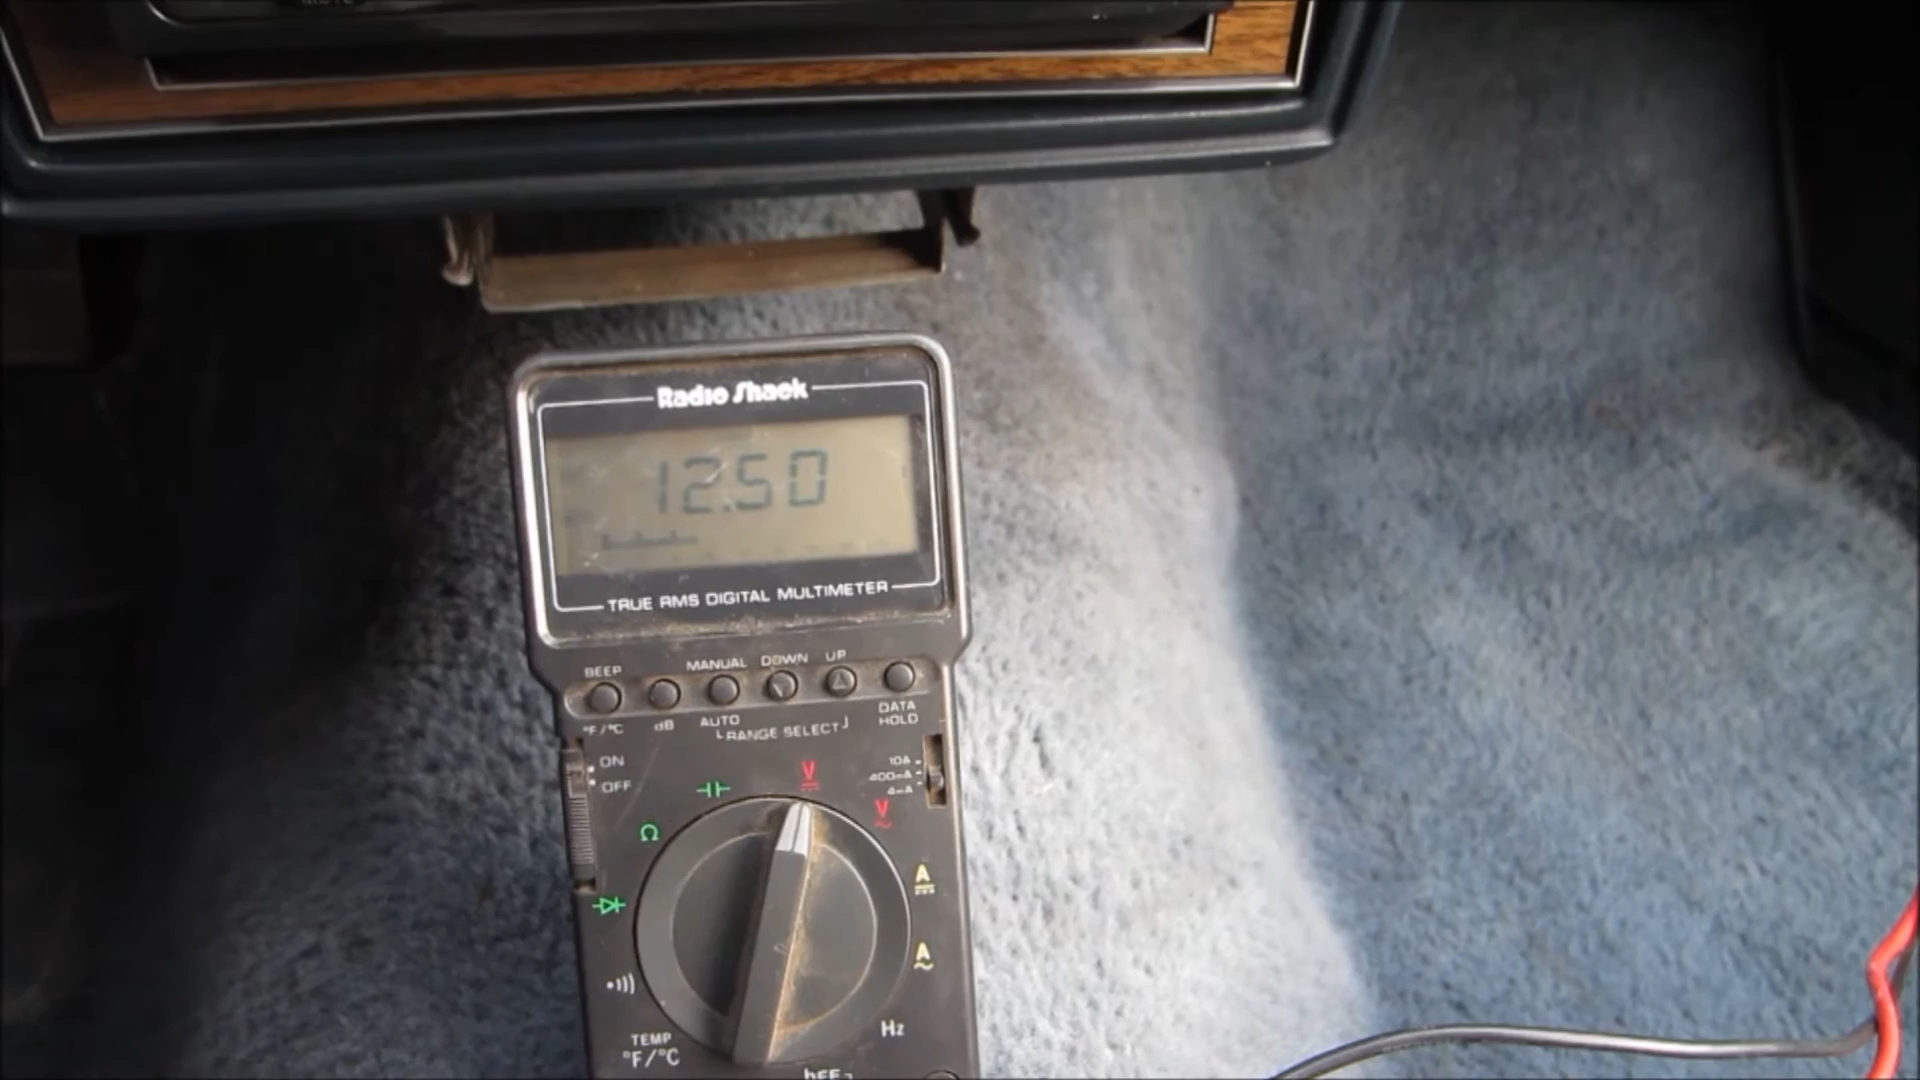 Radio Shack
12.50
TRUE RMS DIGITAL MULTIMETER
BEEP MANUAL DOWN UP
°F/°C dB AUTO RANGE SELECT DATA HOLD
ON
OFF
10A
400mA
4mA
V
V
Ω
A
A
Hz
TEMP
°F/°C
hFE